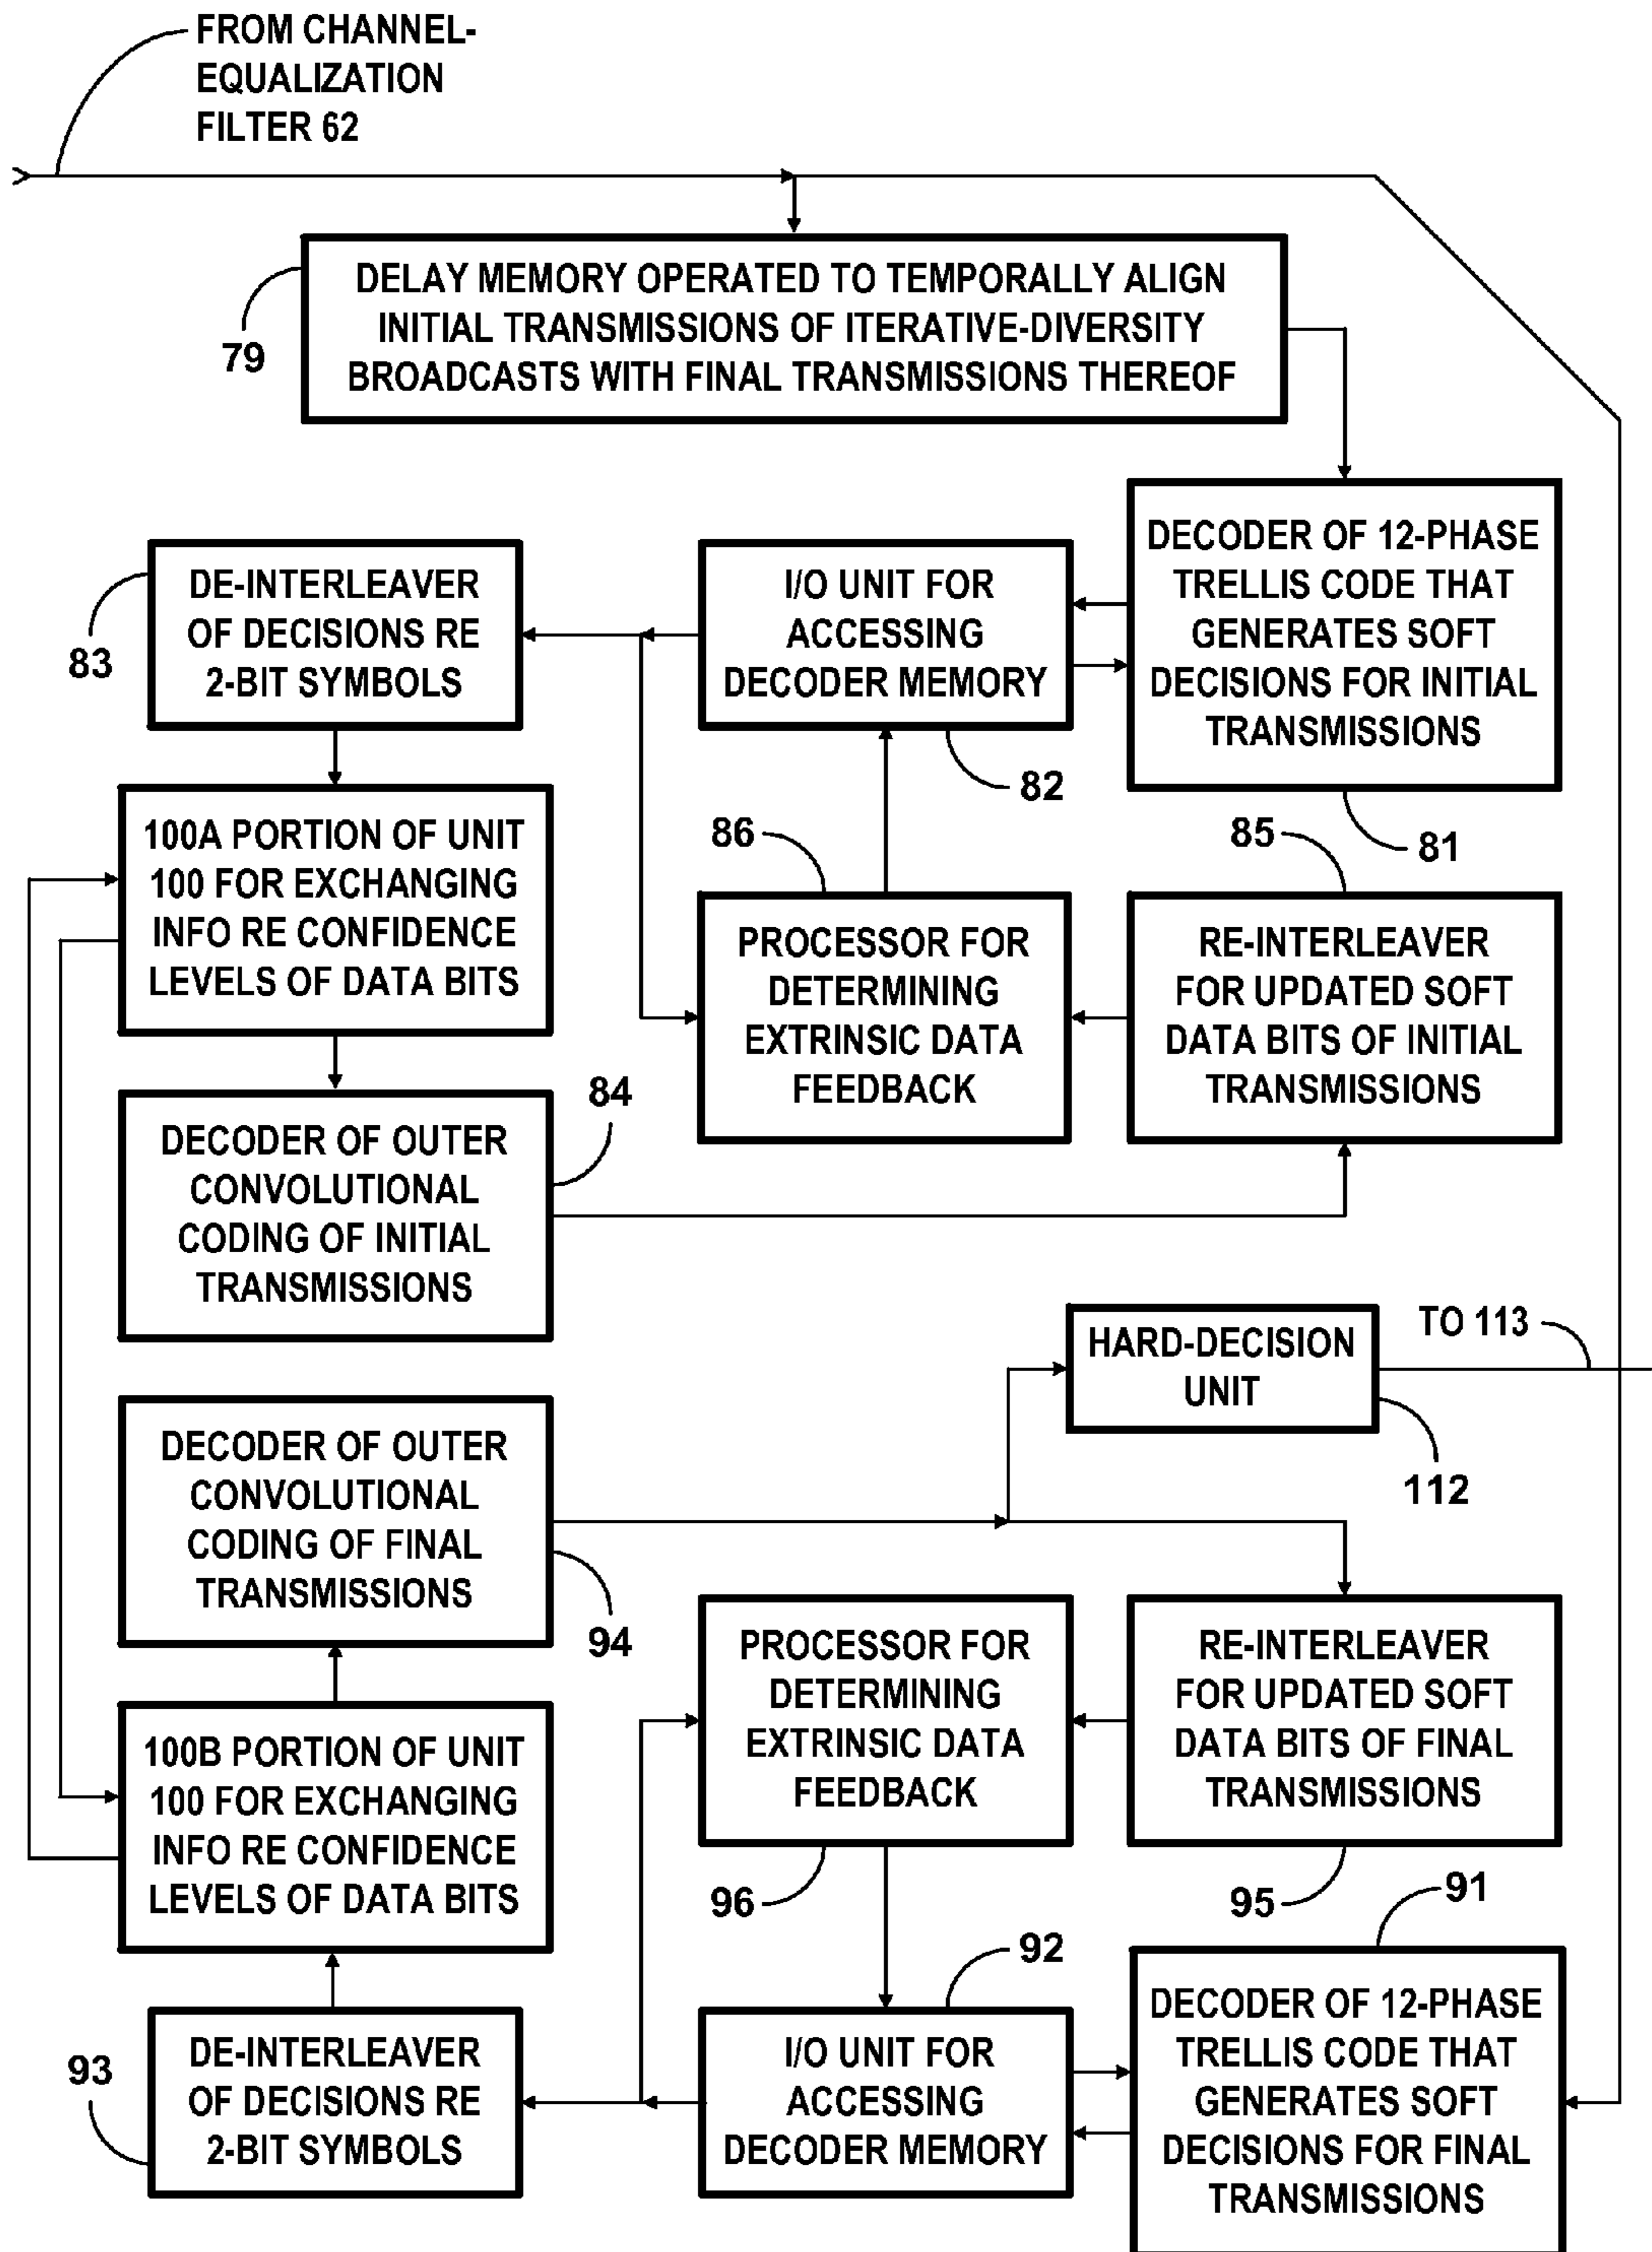 FROM CHANNEL-
EQUALIZATION
FILTER 62
DELAY MEMORY OPERATED TO TEMPORALLY ALIGN
INITIAL TRANSMISSIONS OF ITERATIVE-DIVERSITY
BROADCASTS WITH FINAL TRANSMISSIONS THEREOF
79
DECODER OF 12-PHASE
TRELLIS CODE THAT
GENERATES SOFT
DECISIONS FOR INITIAL
TRANSMISSIONS
81
I/O UNIT FOR
ACCESSING
DECODER MEMORY
82
DE-INTERLEAVER
OF DECISIONS RE
2-BIT SYMBOLS
83
100A PORTION OF UNIT
100 FOR EXCHANGING
INFO RE CONFIDENCE
LEVELS OF DATA BITS
86
PROCESSOR FOR
DETERMINING
EXTRINSIC DATA
FEEDBACK
85
RE-INTERLEAVER
FOR UPDATED SOFT
DATA BITS OF INITIAL
TRANSMISSIONS
84
DECODER OF OUTER
CONVOLUTIONAL
CODING OF INITIAL
TRANSMISSIONS
HARD-DECISION
UNIT
TO 113
112
DECODER OF OUTER
CONVOLUTIONAL
CODING OF FINAL
TRANSMISSIONS
94
PROCESSOR FOR
DETERMINING
EXTRINSIC DATA
FEEDBACK
96
RE-INTERLEAVER
FOR UPDATED SOFT
DATA BITS OF FINAL
TRANSMISSIONS
95
100B PORTION OF UNIT
100 FOR EXCHANGING
INFO RE CONFIDENCE
LEVELS OF DATA BITS
91
92
DE-INTERLEAVER
OF DECISIONS RE
2-BIT SYMBOLS
93
I/O UNIT FOR
ACCESSING
DECODER MEMORY
DECODER OF 12-PHASE
TRELLIS CODE THAT
GENERATES SOFT
DECISIONS FOR FINAL
TRANSMISSIONS